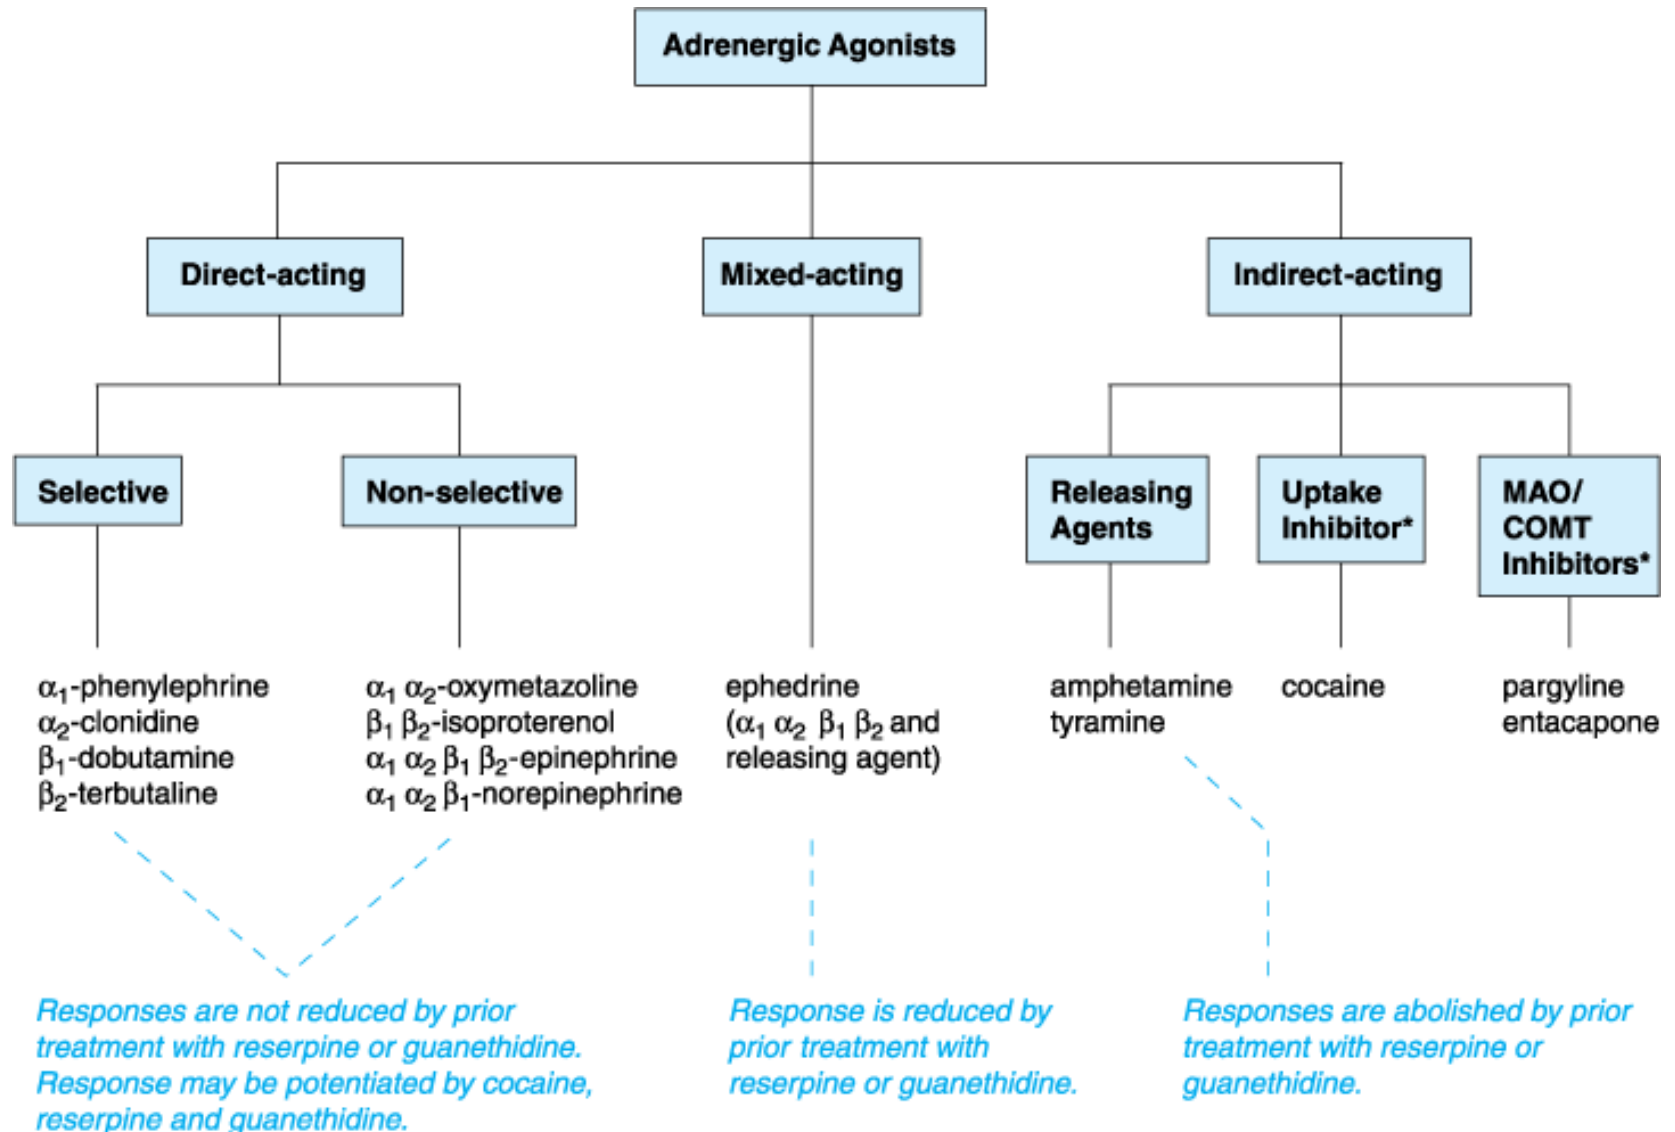 Adrenergic Agonists
Direct-acting
Mixed-acting
Indirect-acting
Selective
Non-selective
Releasing
Agents
Uptake
Inhibitor*
MAO/
COMT
Inhibitors*
α₁-phenylephrine
α₂-clonidine
β₁-dobutamine
β₂-terbutaline
α₁ α₂-oxymetazoline
β₁ β₂-isoproterenol
α₁ α₂ β₁ β₂-epinephrine
α₁ α₂ β₁-norepinephrine
ephedrine
(α₁ α₂ β₁ β₂ and
releasing agent)
amphetamine
tyramine
cocaine
pargyline
entacapone
Responses are not reduced by prior
treatment with reserpine or guanethidine.
Response may be potentiated by cocaine,
reserpine and guanethidine.
Response is reduced by
prior treatment with
reserpine or guanethidine.
Responses are abolished by prior
treatment with reserpine or
guanethidine.